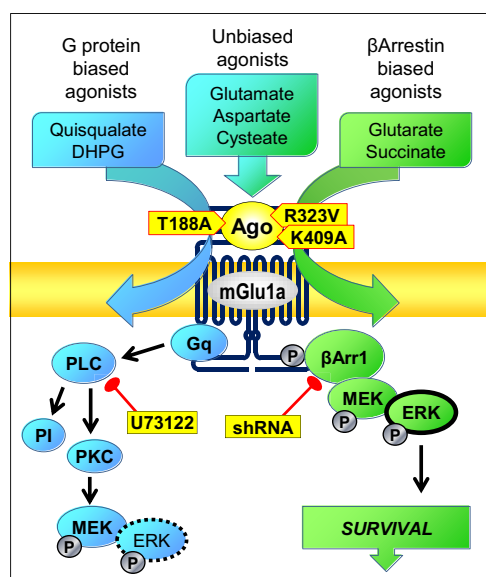 G protein
biased
agonists
Unbiased
agonists
βArrestin
biased
agonists
Quisqualate
DHPG
Glutamate
Aspartate
Cysteate
Glutarate
Succinate
T188A
Ago
R323V
K409A
mGlu1a
Gq
P
βArr1
PLC
MEK
P
ERK
P
U73122
shRNA
PI
PKC
MEK
P
ERK
P
SURVIVAL